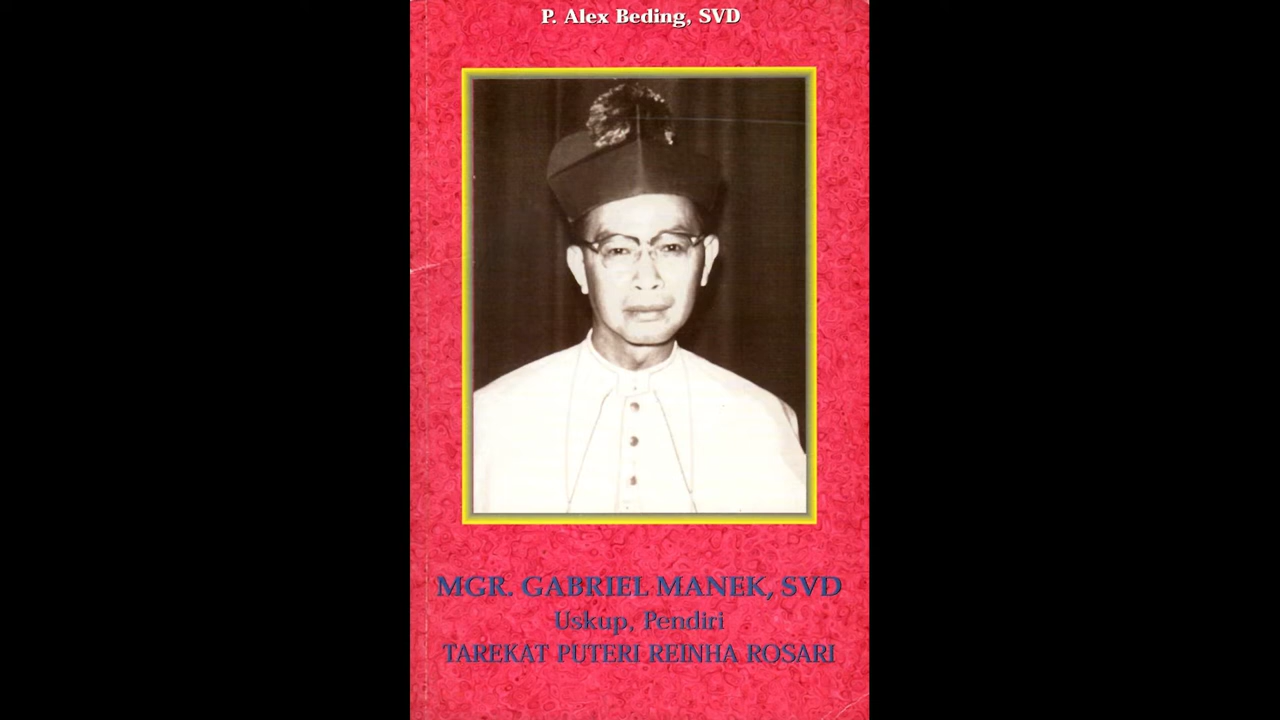 P. Alex Beding, SVD
MGR. GABRIEL MANEK, SVD
Uskup, Pendiri
TAREKAT PUTERI REINHA ROSARI